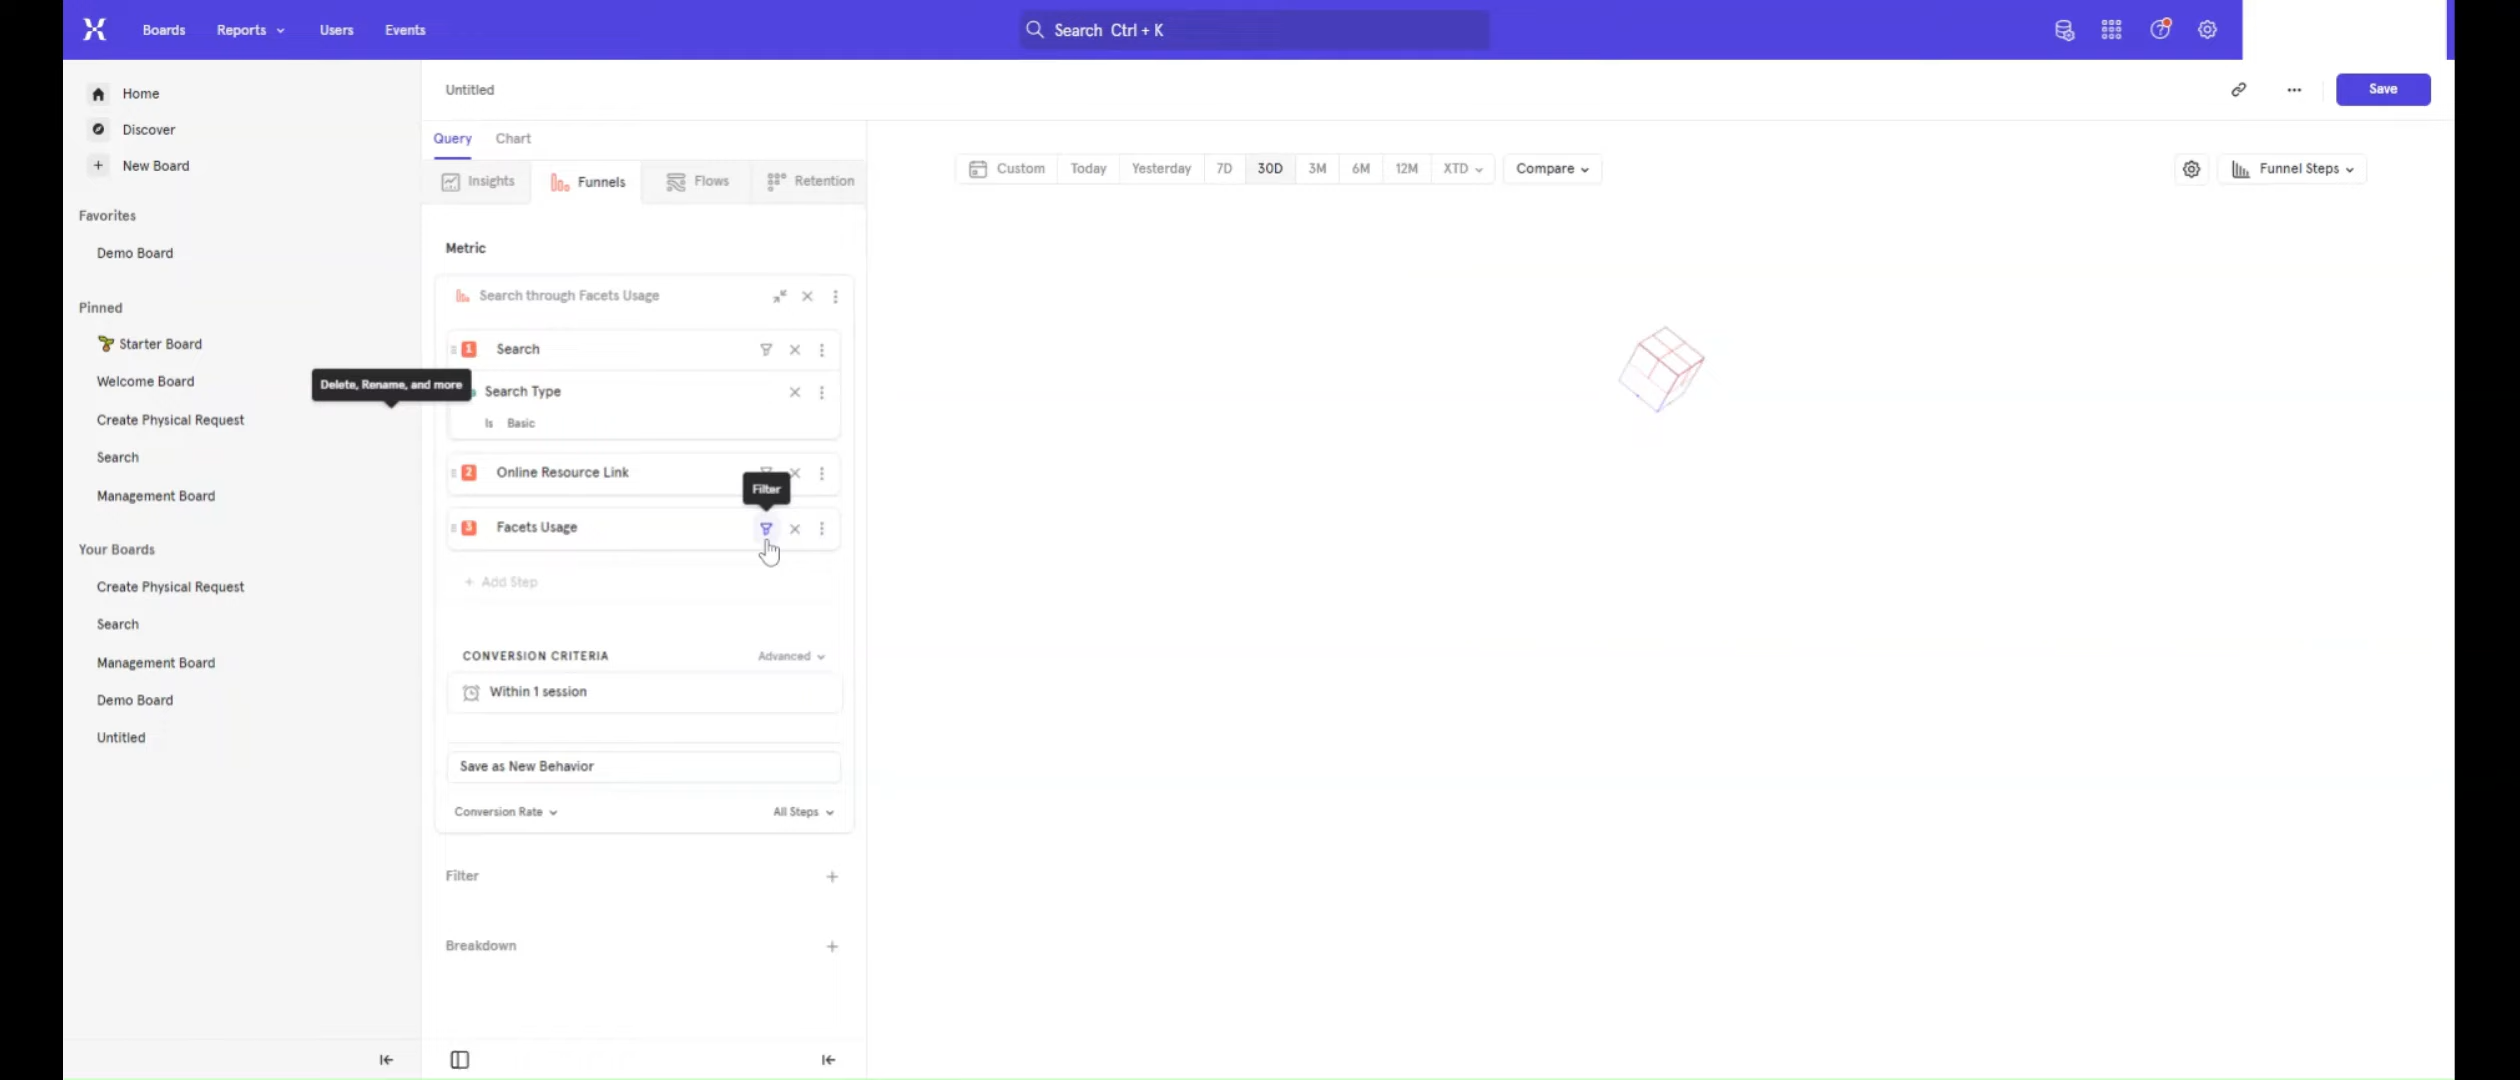 Boards Reports Users Events Search Ctrl + K
Home
Discover
New Board
Favorites
Demo Board
Pinned
Starter Board
Welcome Board
Delete, Rename, and more
Create Physical Request
Search
Management Board
Your Boards
Create Physical Request
Search
Management Board
Demo Board
Untitled
Untitled
Save
Query Chart
Insights Funnels Flows Retention
Metric
Search through Facets Usage
1 Search
Search Type
Is Basic
2 Online Resource Link
Filter
3 Facets Usage
+ Add Step
CONVERSION CRITERIA Advanced
Within 1 session
Save as New Behavior
Conversion Rate All Steps
Filter
Breakdown
Custom Today Yesterday 7D 30D 3M 6M 12M XTD Compare
Funnel Steps